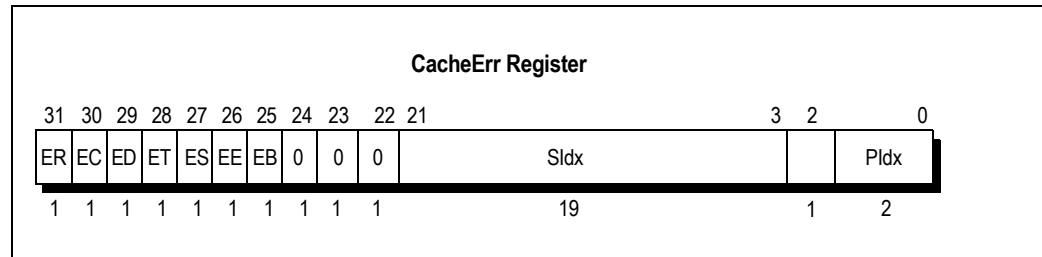 CacheErr Register
31 30 29 28 27 26 25 24 23 22 21 3 2 0
ER EC ED ET ES EE EB 0 0 0 SIdx PIdx
1 1 1 1 1 1 1 1 1 1 19 1 2